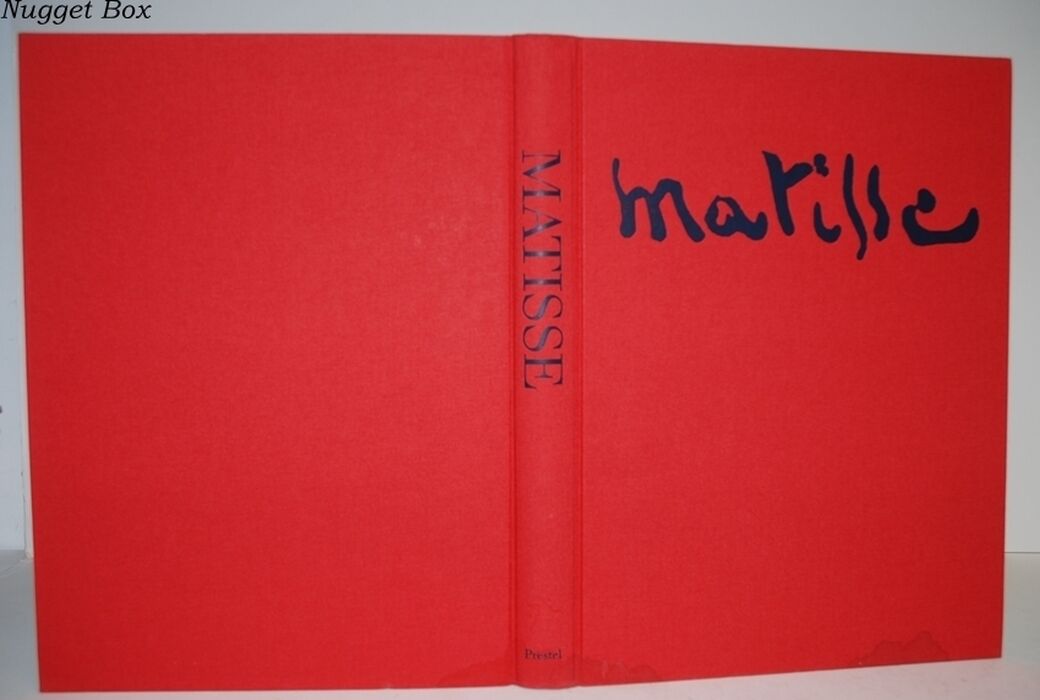 Nugget Box
MATISSE
Prestel
matisse